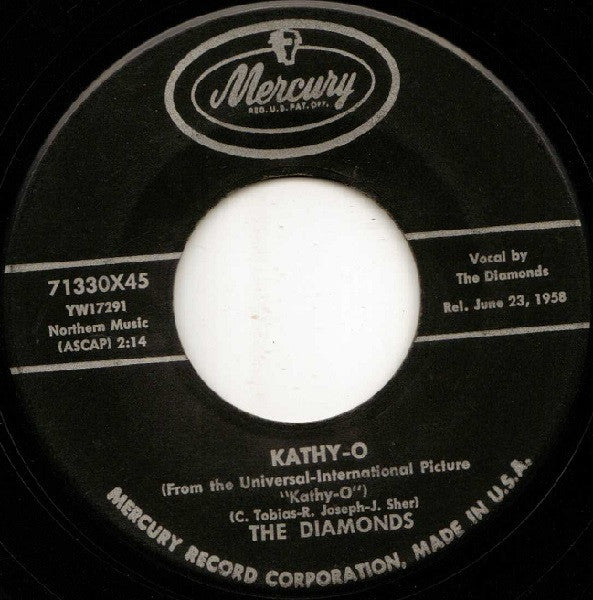 Mercury
REG. U.S. PAT. OFF.
71330X45
YW17291
Northern Music
(ASCAP) 2:14
Vocal by
The Diamonds
Rel. June 23, 1958
KATHY-O
(From the Universal-International Picture
"Kathy-O")
(C. Tobias-R. Joseph-J. Sher)
THE DIAMONDS
MERCURY RECORD CORPORATION, MADE IN U.S.A.